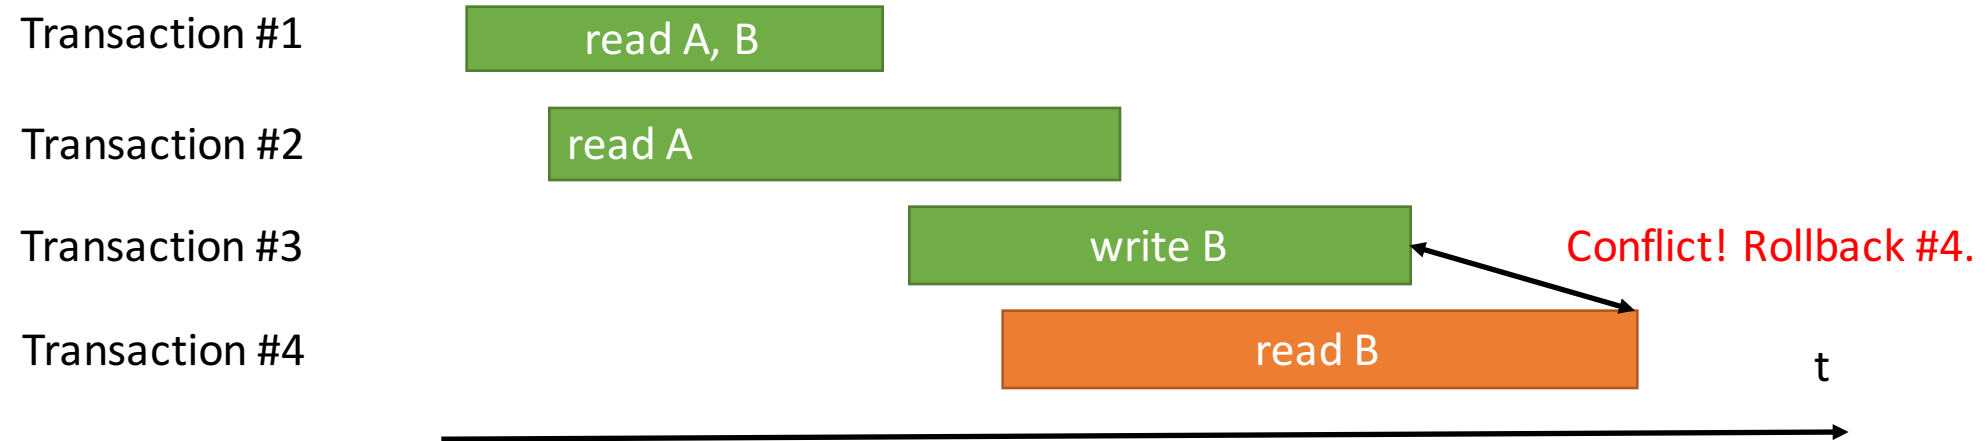 Transaction #1
read A, B
Transaction #2
read A
Transaction #3
write B
Conflict! Rollback #4.
Transaction #4
read B
t